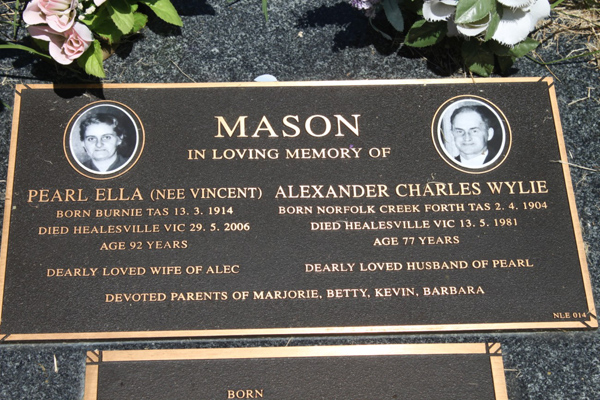 MASON
IN LOVING MEMORY OF
PEARL ELLA (NEE VINCENT)
BORN BURNIE TAS 13. 3. 1914
DIED HEALESVILLE VIC 29. 5. 2006
AGE 92 YEARS
DEARLY LOVED WIFE OF ALEC
ALEXANDER CHARLES WYLIE
BORN NORFOLK CREEK FORTH TAS 2. 4. 1904
DIED HEALESVILLE VIC 13. 5. 1981
AGE 77 YEARS
DEARLY LOVED HUSBAND OF PEARL
DEVOTED PARENTS OF MARJORIE, BETTY, KEVIN, BARBARA
NLE 014
BORN